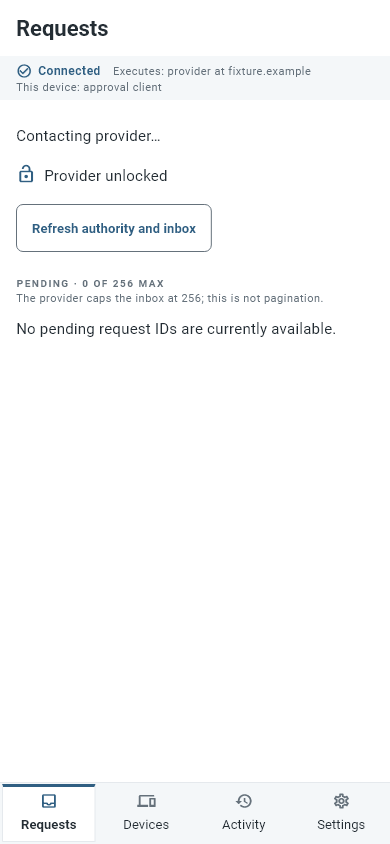 Requests
Connected Executes: provider at fixture.example
This device: approval client
Contacting provider…
Provider unlocked
Refresh authority and inbox
PENDING · 0 OF 256 MAX
The provider caps the inbox at 256; this is not pagination.
No pending request IDs are currently available.
Requests Devices Activity Settings